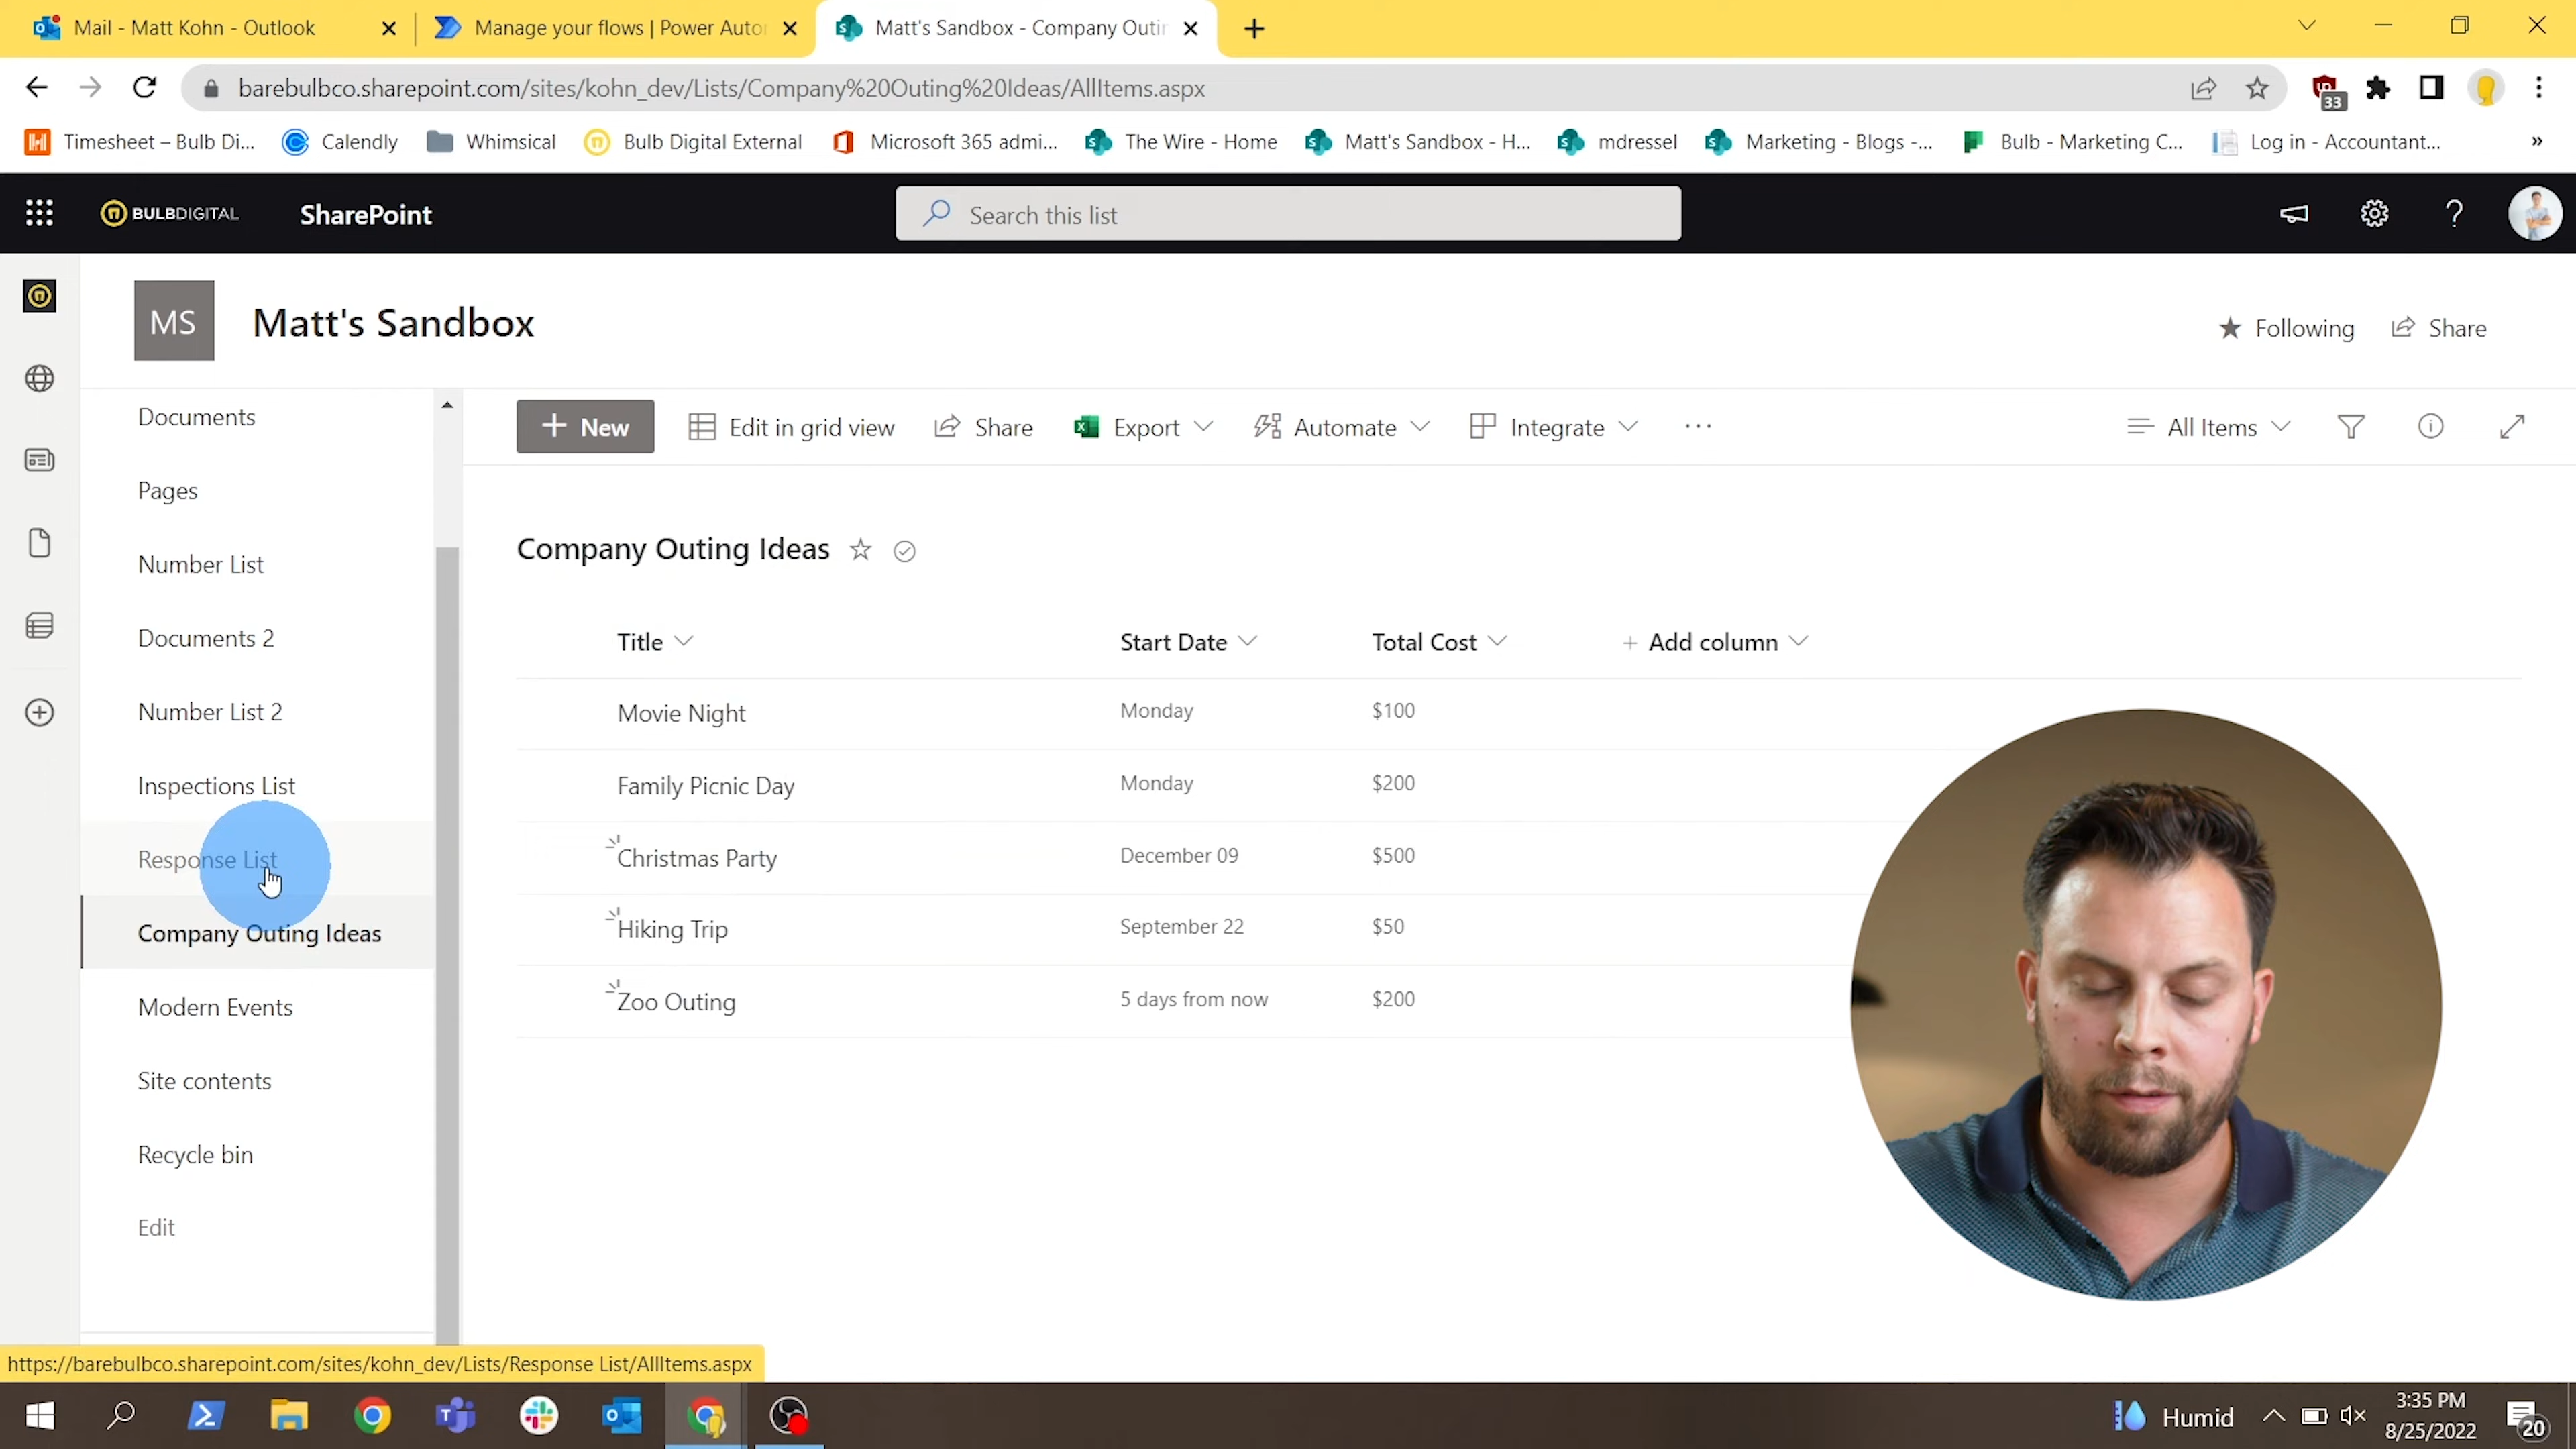 Mail - Matt Kohn - Outlook
Manage your flows | Power Auto
Matt's Sandbox - Company Outin
barebulbco.sharepoint.com/sites/kohn_dev/Lists/Company%20Outing%20Ideas/AllItems.aspx
33
Timesheet – Bulb Di...
Calendly
Whimsical
Bulb Digital External
Microsoft 365 admi...
The Wire - Home
Matt's Sandbox - H...
mdressel
Marketing - Blogs -...
Bulb - Marketing C...
Log in - Accountant...
»
BULBDIGITAL
SharePoint
Search this list
?
MS
Matt's Sandbox
Following
Share
Documents
Pages
Number List
Documents 2
Number List 2
Inspections List
Response List
Company Outing Ideas
Modern Events
Site contents
Recycle bin
Edit
+ New
Edit in grid view
Share
Export
Automate
Integrate
...
All Items
Company Outing Ideas
Title
Start Date
Total Cost
+ Add column
Movie Night
Monday
$100
Family Picnic Day
Monday
$200
Christmas Party
December 09
$500
Hiking Trip
September 22
$50
Zoo Outing
5 days from now
$200
https://barebulbco.sharepoint.com/sites/kohn_dev/Lists/Response List/AllItems.aspx
Humid
3:35 PM
8/25/2022
20